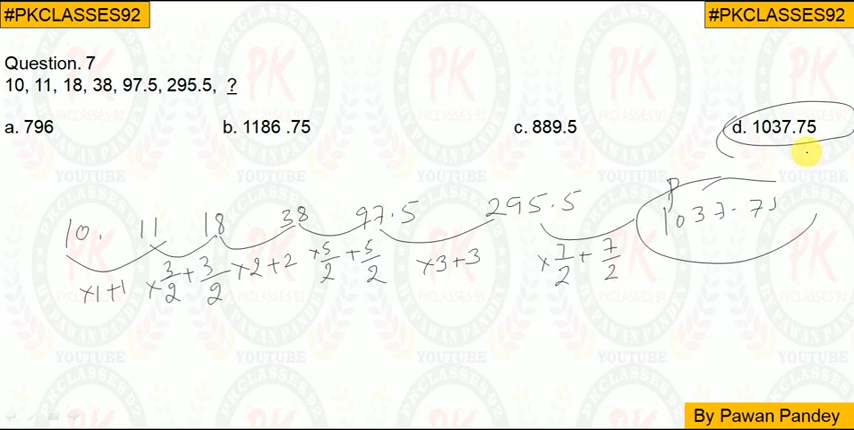 #PKCLASSES92 #PKCLASSES92
Question. 7
10, 11, 18, 38, 97.5, 295.5, ?
a. 796 b. 1186 .75 c. 889.5 d. 1037.75
10. 11 18 38 97.5 295.5 1037.75
×1+1 ×3/2+3/2 ×2+2 ×5/2+5/2 ×3+3 ×7/2+7/2
By Pawan Pandey